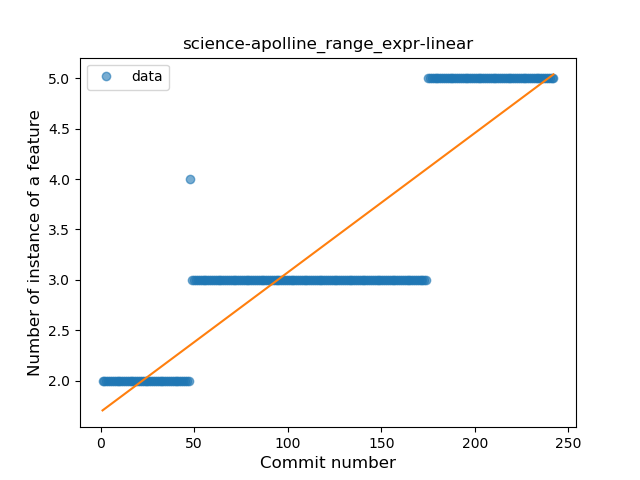 science-apolline_range_expr-linear
data
Number of instance of a feature
5.0
4.5
4.0
3.5
3.0
2.5
2.0
0 50 100 150 200 250
Commit number